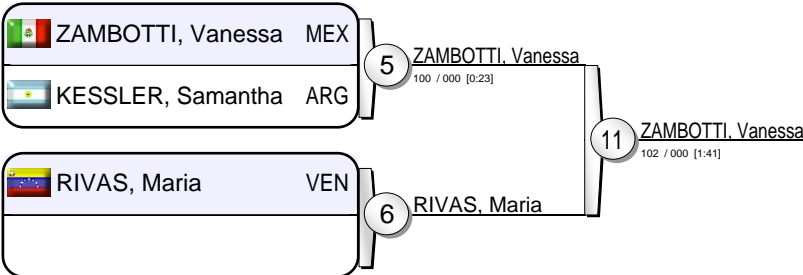 ZAMBOTTI, Vanessa MEX
KESSLER, Samantha ARG
5
ZAMBOTTI, Vanessa
100 / 000 [0:23]
11
ZAMBOTTI, Vanessa
102 / 000 [1:41]
RIVAS, Maria VEN
6
RIVAS, Maria